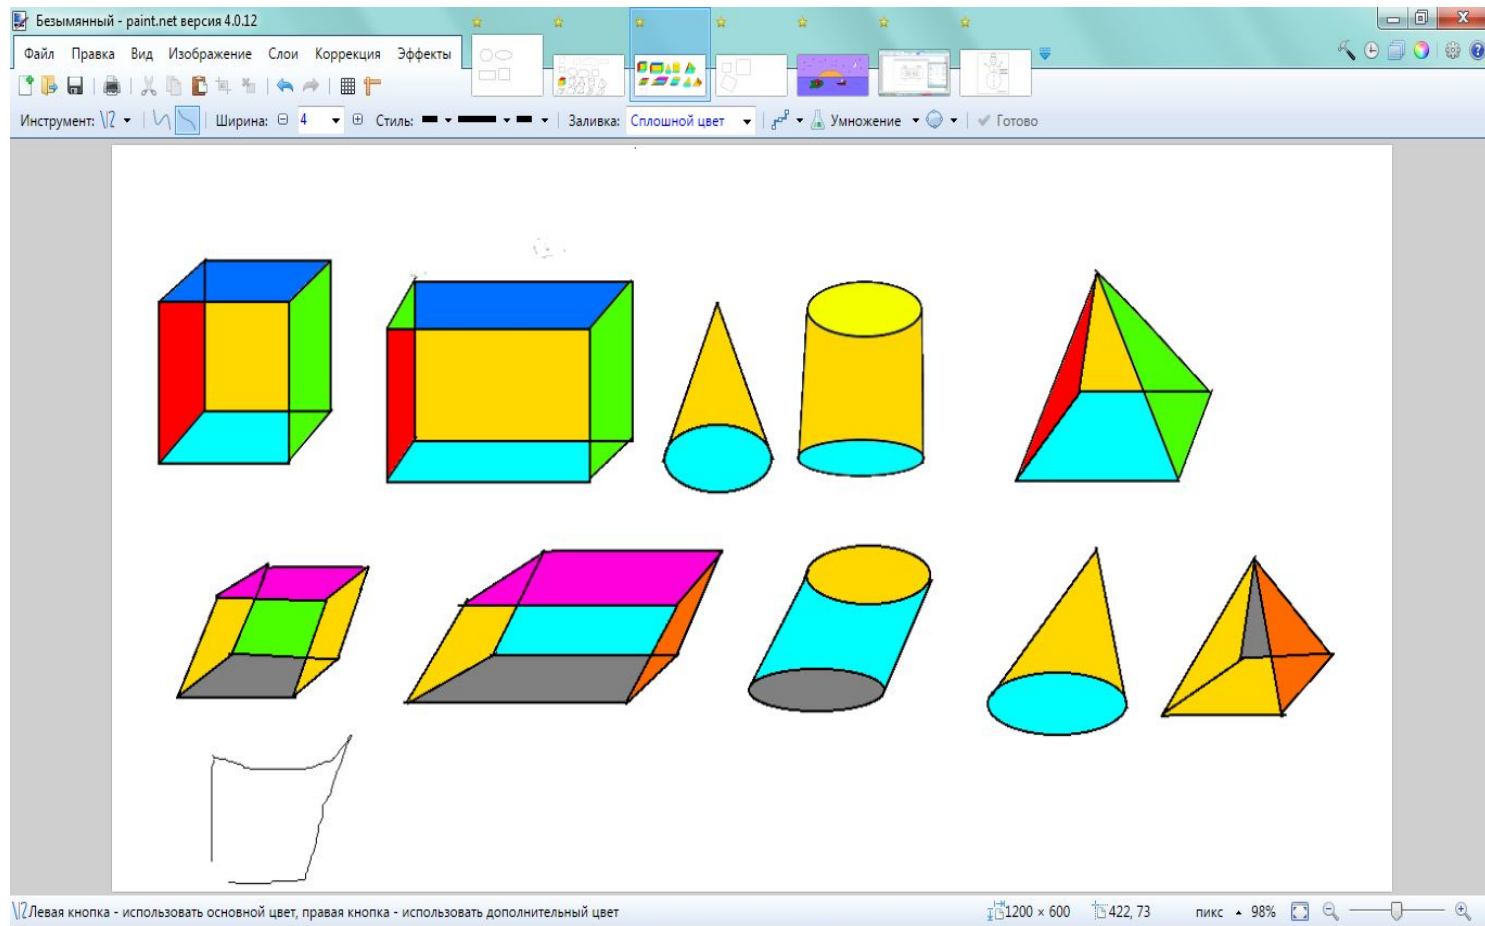 Безымянный - paint.net версия 4.0.12
Файл Правка Вид Изображение Слои Коррекция Эффекты
Инструмент: Ширина: 4 Стиль: Заливка: Сплошной цвет Умножение Готово
Левая кнопка - использовать основной цвет, правая кнопка - использовать дополнительный цвет 1200 × 600 422, 73 пикс 98%